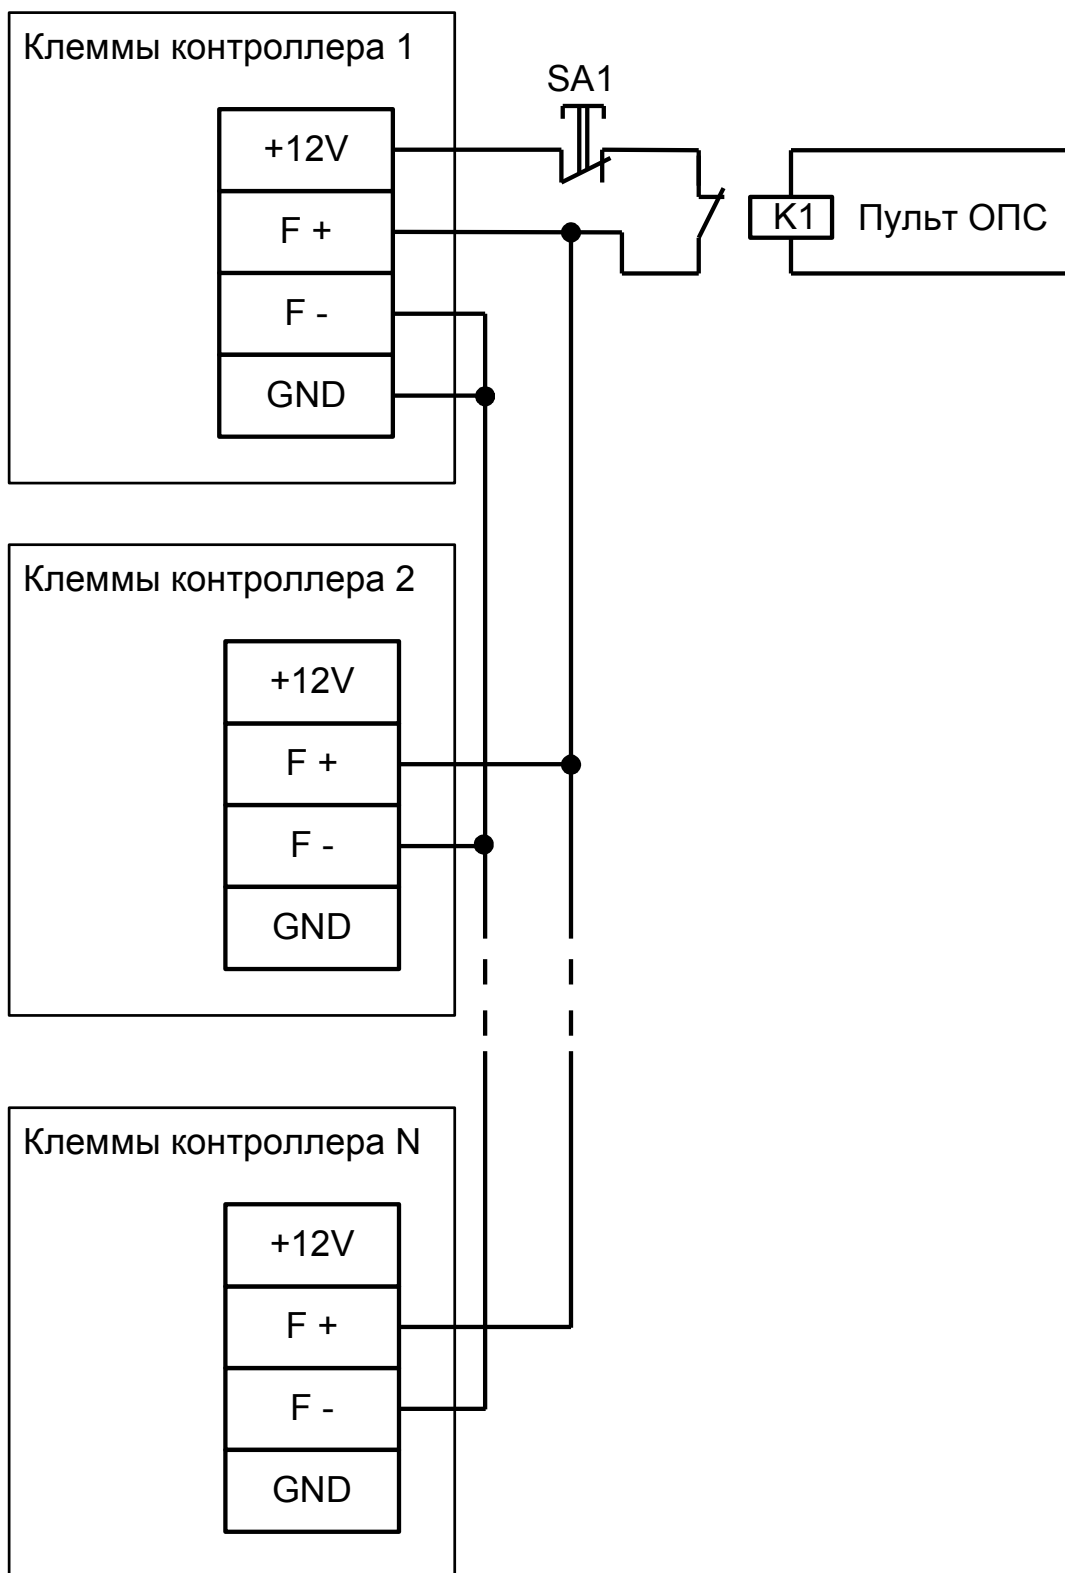 Клеммы контроллера 1
SA1
+12V
F +
K1
Пульт ОПС
F -
GND
Клеммы контроллера 2
+12V
F +
F -
GND
Клеммы контроллера N
+12V
F +
F -
GND